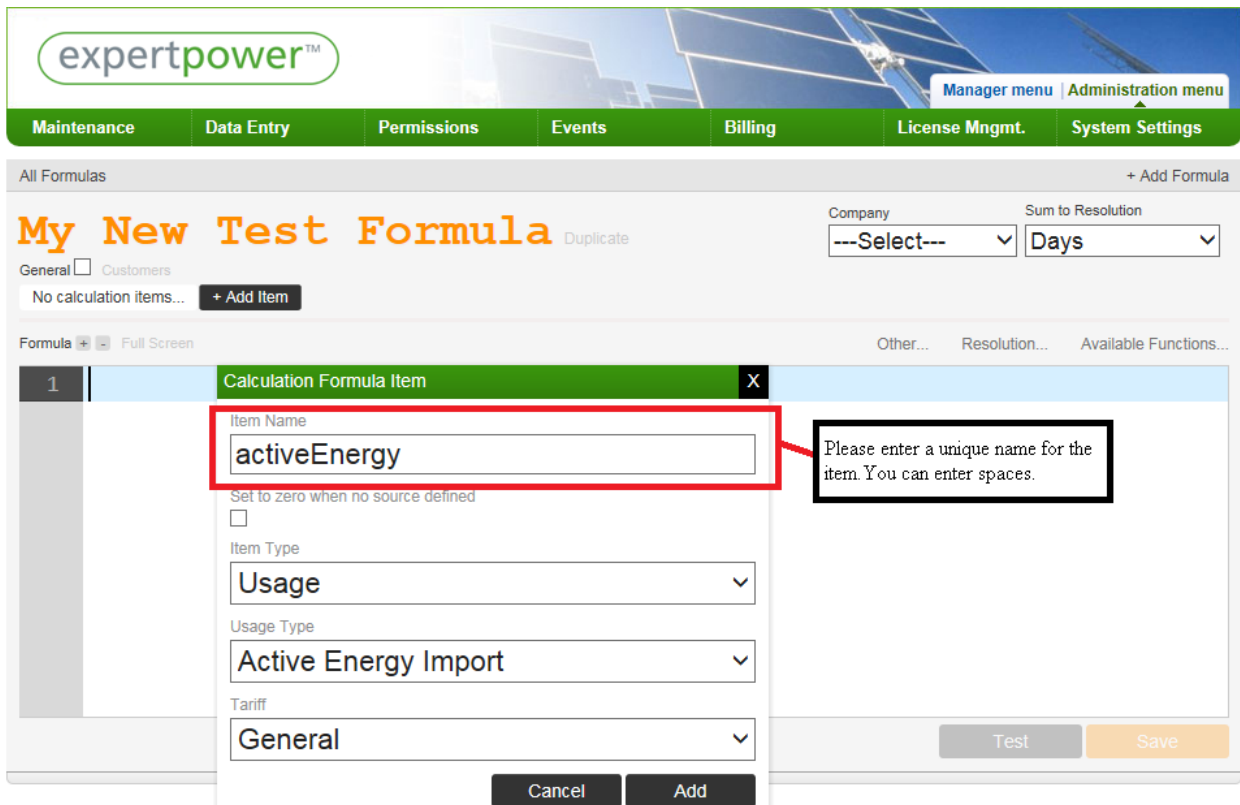 expertpower™
Manager menu | Administration menu
Maintenance Data Entry Permissions Events Billing License Mngmt. System Settings
All Formulas + Add Formula
My New Test Formula Duplicate
Company Sum to Resolution
---Select--- Days
General Customers
No calculation items... + Add Item
Formula + - Full Screen Other... Resolution... Available Functions...
1
Calculation Formula Item X
Item Name
activeEnergy
Please enter a unique name for the
item. You can enter spaces.
Set to zero when no source defined
Item Type
Usage
Usage Type
Active Energy Import
Tariff
General
Test Save
Cancel Add